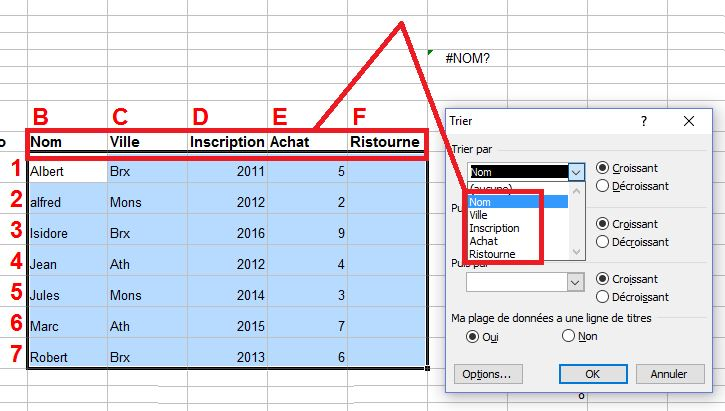 #NOM?
B C D E F
o Nom Ville Inscription Achat Ristourne
1 Albert Brx 2011 5
2 alfred Mons 2012 2
3 Isidore Brx 2016 9
4 Jean Ath 2012 4
5 Jules Mons 2014 3
6 Marc Ath 2015 7
7 Robert Brx 2013 6
Trier ? ×
Trier par
Nom
Croissant
(aucune)
Décroissant
Nom
Ville
Inscription
Achat
Ristourne
Pu
Croissant
Décroissant
Puis par
Croissant
Décroissant
Ma plage de données a une ligne de titres
Oui Non
Options... OK Annuler
o